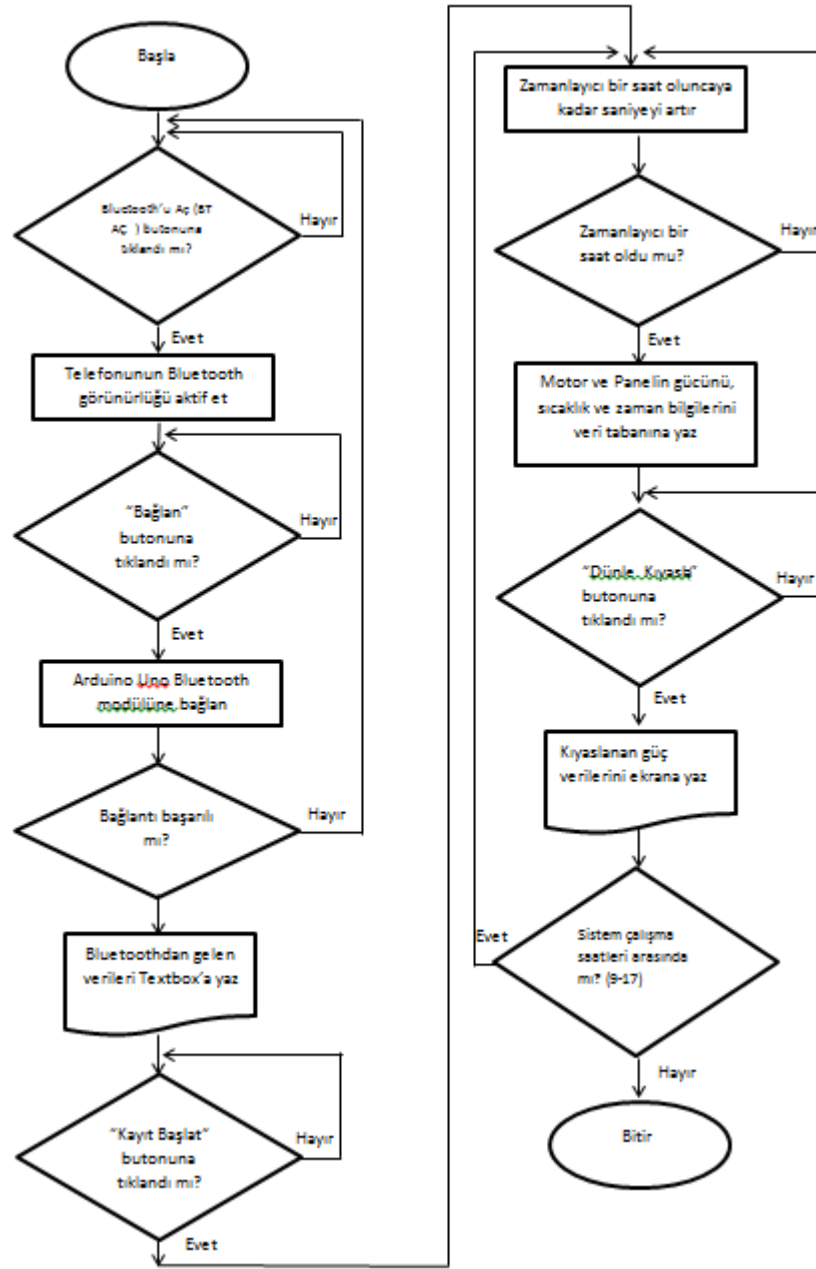 Başla
Bluetooth'u Aç (BT
AÇ ) butonuna
tıklandı mı?
Hayır
Evet
Telefonunun Bluetooth
görünürlüğü aktif et
"Bağlan"
butonuna
tıklandı mı?
Hayır
Evet
Arduino Uno Bluetooth
modülüne bağlan
Bağlantı başarılı
mı?
Hayır
Evet
Bluetoothdan gelen
verileri Textbox'a yaz
"Kayıt Başlat"
butonuna
tıklandı mı?
Hayır
Evet
Zamanlayıcı bir saat oluncaya
kadar saniyeyi artır
Zamanlayıcı bir
saat oldu mu?
Hayır
Evet
Motor ve Panelin gücünü,
sıcaklık ve zaman bilgilerini
veri tabanına yaz
"Dünle Kıyasla"
butonuna
tıklandı mı?
Hayır
Evet
Kıyaslanan güç
verilerini ekrana yaz
Sistem çalışma
saatleri arasında
mı? (9-17)
Evet
Hayır
Bitir